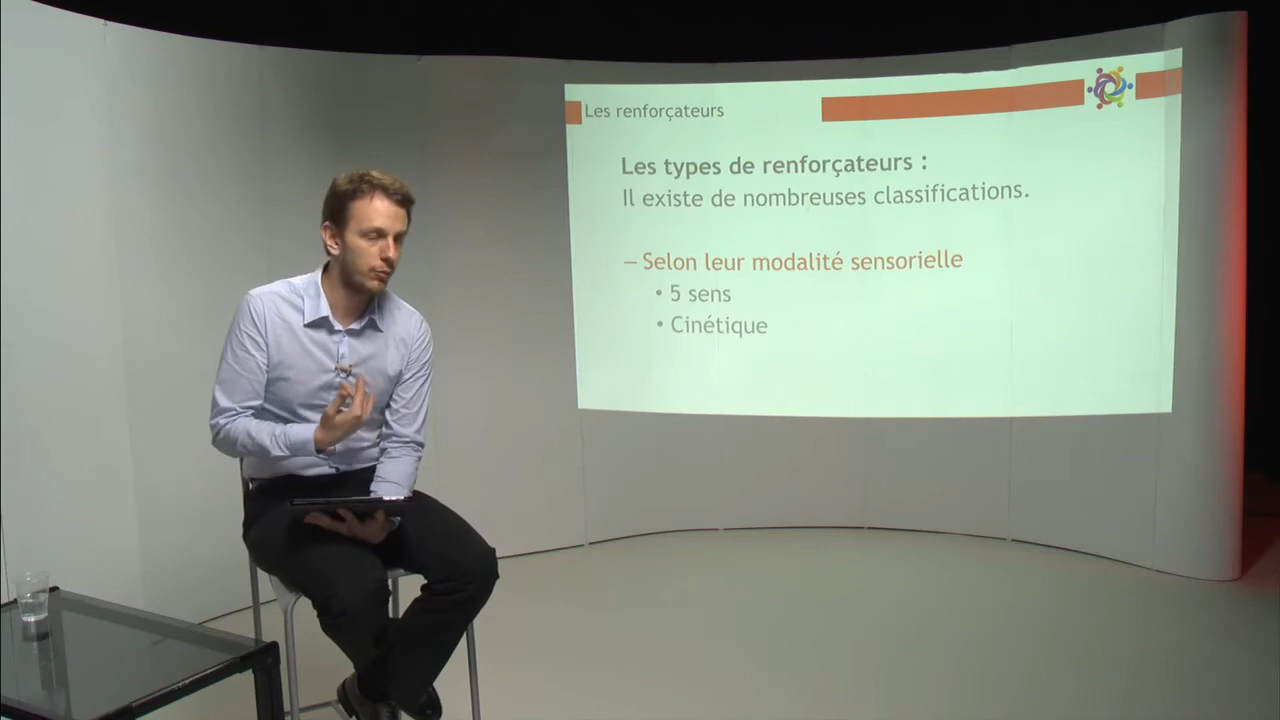 Les renforçateurs
Les types de renforçateurs :
Il existe de nombreuses classifications.
– Selon leur modalité sensorielle
• 5 sens
• Cinétique